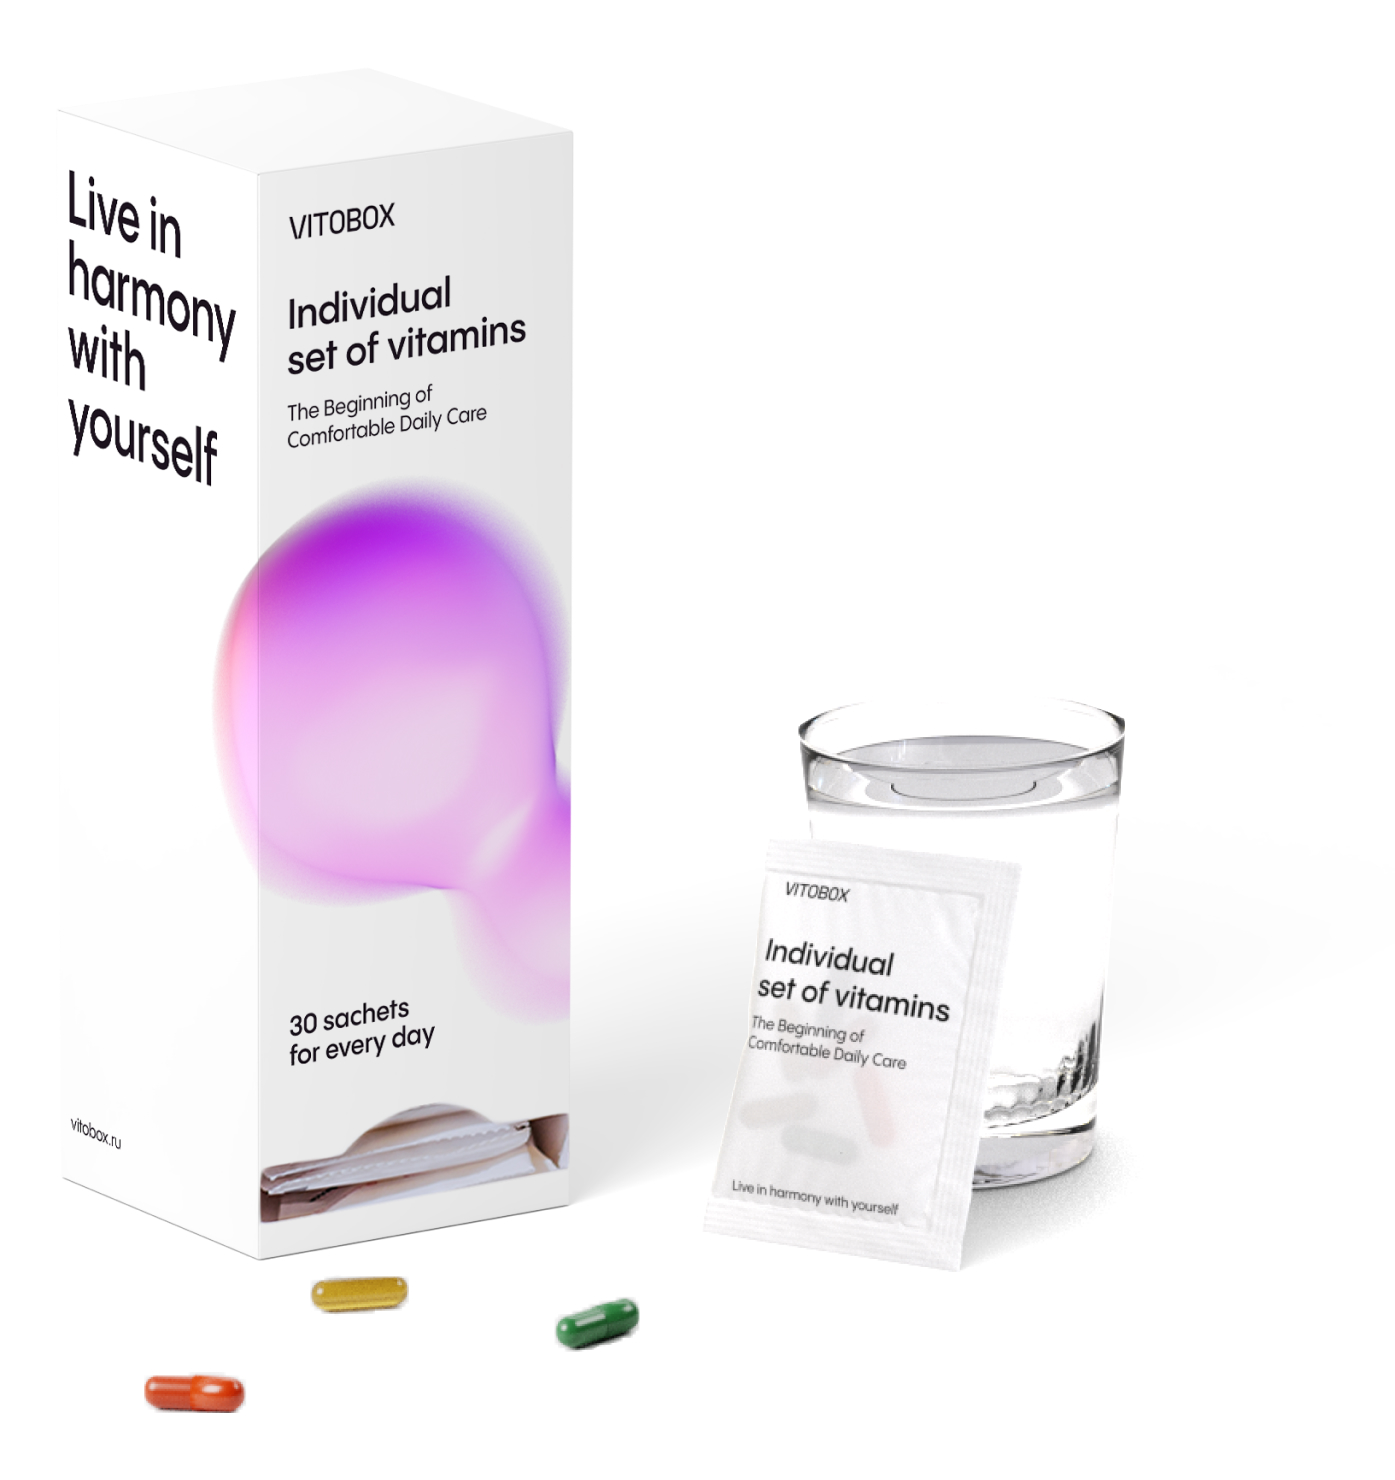 Live in
harmony
with
yourself
vitobox.ru
VITOBOX
Individual
set of vitamins
The Beginning of
Comfortable Daily Care
30 sachets
for every day
VITOBOX
Individual
set of vitamins
The Beginning of
Comfortable Daily Care
Live in harmony with yourself